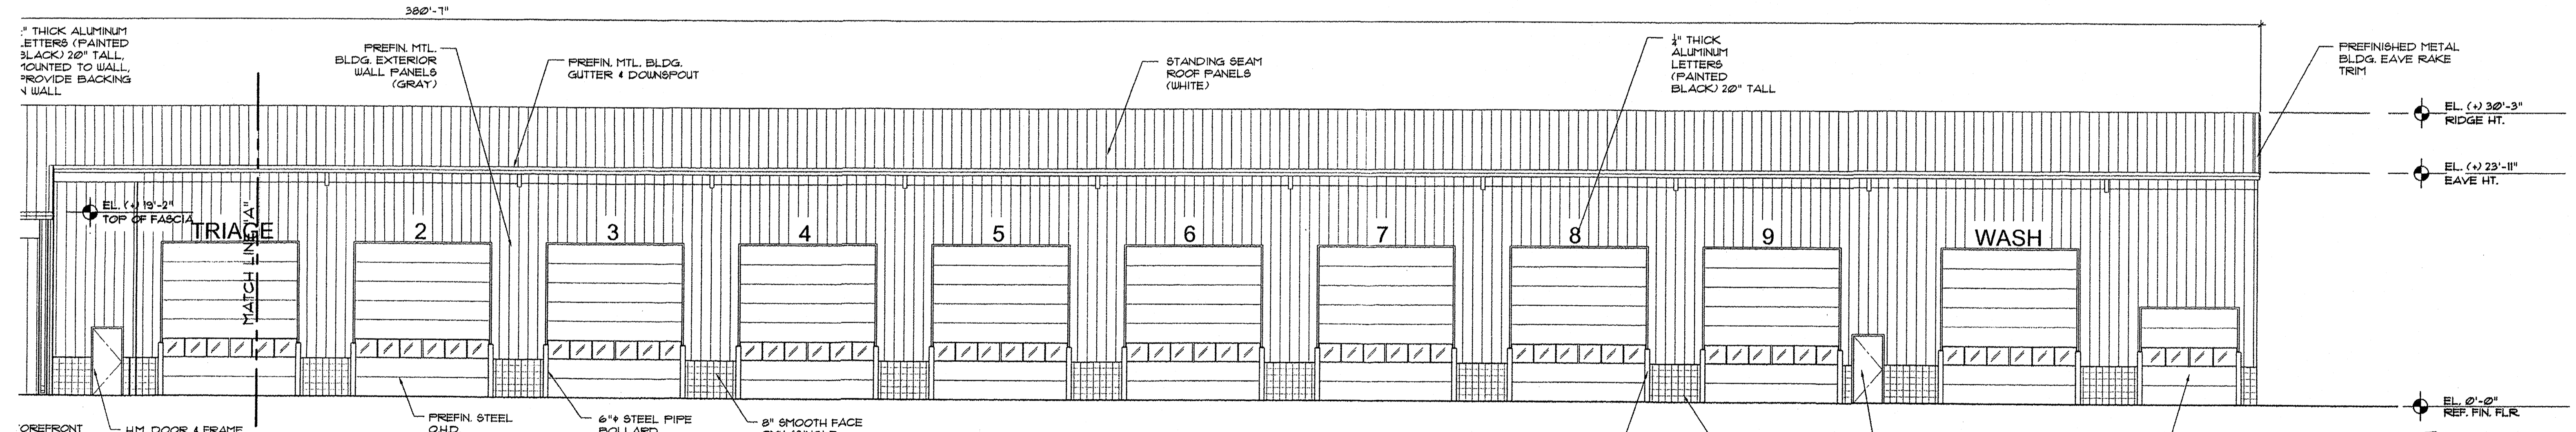 380'-7"
" THICK ALUMINUM
LETTERS (PAINTED
BLACK) 20" TALL,
MOUNTED TO WALL,
PROVIDE BACKING
WALL
PREFIN. MTL.
BLDG. EXTERIOR
WALL PANELS
(GRAY)
PREFIN. MTL. BLDG.
GUTTER & DOWNSPOUT
STANDING SEAM
ROOF PANELS
(WHITE)
¼" THICK
ALUMINUM
LETTERS
(PAINTED
BLACK) 20" TALL
PREFINISHED METAL
BLDG. EAVE RAKE
TRIM
EL. (+) 30'-3"
RIDGE HT.
EL. (+) 23'-11"
EAVE HT.
EL. (+) 19'-2"
TOP OF FASCIA
MATCH LINE "A"
TRIAGE
2
3
4
5
6
7
8
9
WASH
EL. 0'-0"
REF. FIN. FLR.
OREFRONT
H.M. DOOR & FRAME
PREFIN. STEEL
O.H.D.
6"ϕ STEEL PIPE
BOLLARD
8" SMOOTH FACE